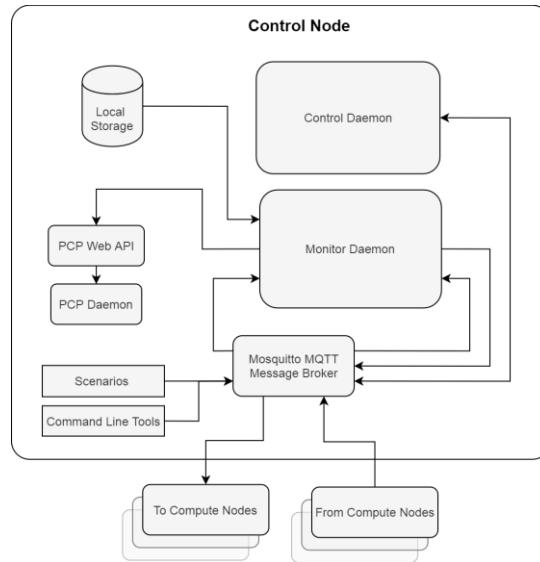 Control Node
Local
Storage
Control Daemon
PCP Web API
Monitor Daemon
PCP Daemon
Mosquitto MQTT
Message Broker
Scenarios
Command Line Tools
To Compute Nodes
From Compute Nodes